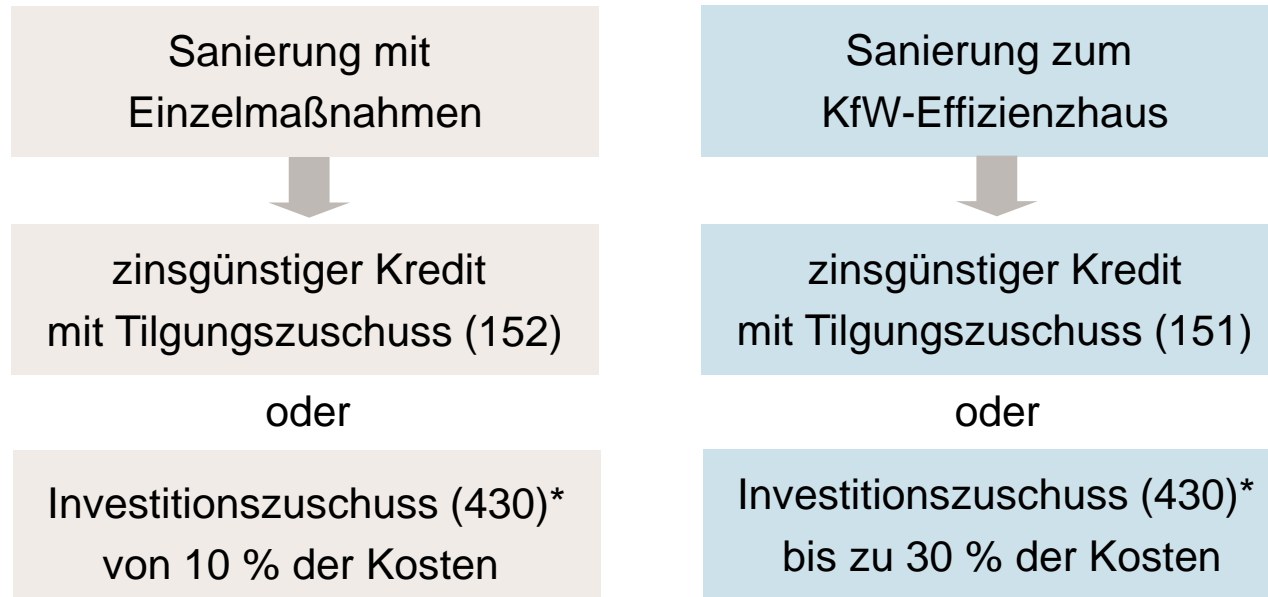 Sanierung mit
Einzelmaßnahmen
zinsgünstiger Kredit
mit Tilgungszuschuss (152)
oder
Investitionszuschuss (430)*
von 10 % der Kosten
Sanierung zum
KfW-Effizienzhaus
zinsgünstiger Kredit
mit Tilgungszuschuss (151)
oder
Investitionszuschuss (430)*
bis zu 30 % der Kosten